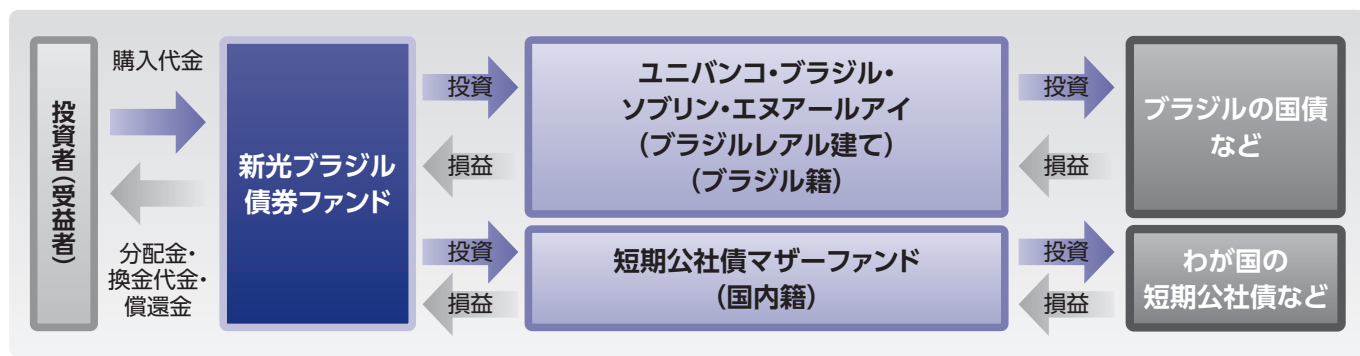 投資者(受益者)
購入代金
分配金・
換金代金・
償還金
新光ブラジル
債券ファンド
投資
損益
ユニバンコ・ブラジル・
ソブリン・エヌアールアイ
(ブラジルレアル建て)
(ブラジル籍)
投資
損益
ブラジルの国債
など
投資
損益
短期公社債マザーファンド
(国内籍)
投資
損益
わが国の
短期公社債など